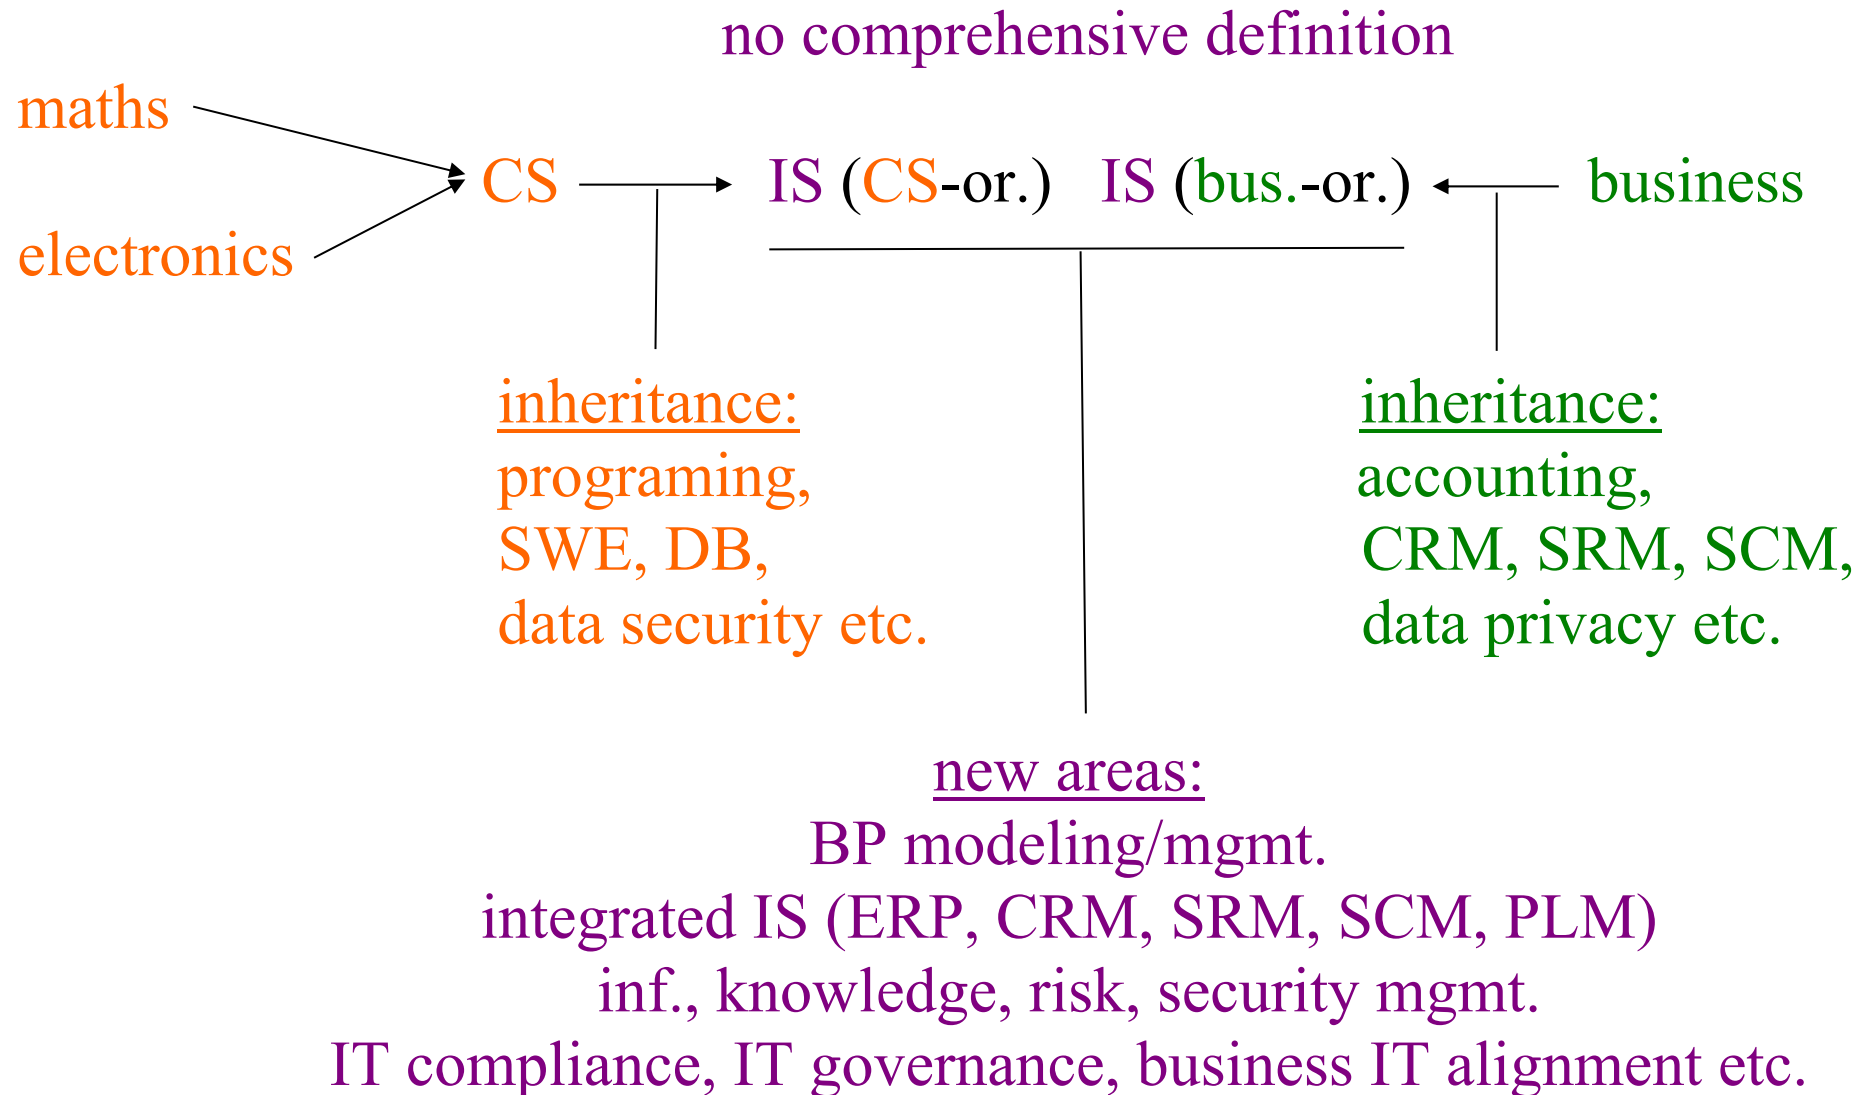 no comprehensive definition
maths
CS
IS (CS-or.)
IS (bus.-or.)
business
electronics
inheritance:
programing,
SWE, DB,
data security etc.
inheritance:
accounting,
CRM, SRM, SCM,
data privacy etc.
new areas:
BP modeling/mgmt.
integrated IS (ERP, CRM, SRM, SCM, PLM)
inf., knowledge, risk, security mgmt.
IT compliance, IT governance, business IT alignment etc.